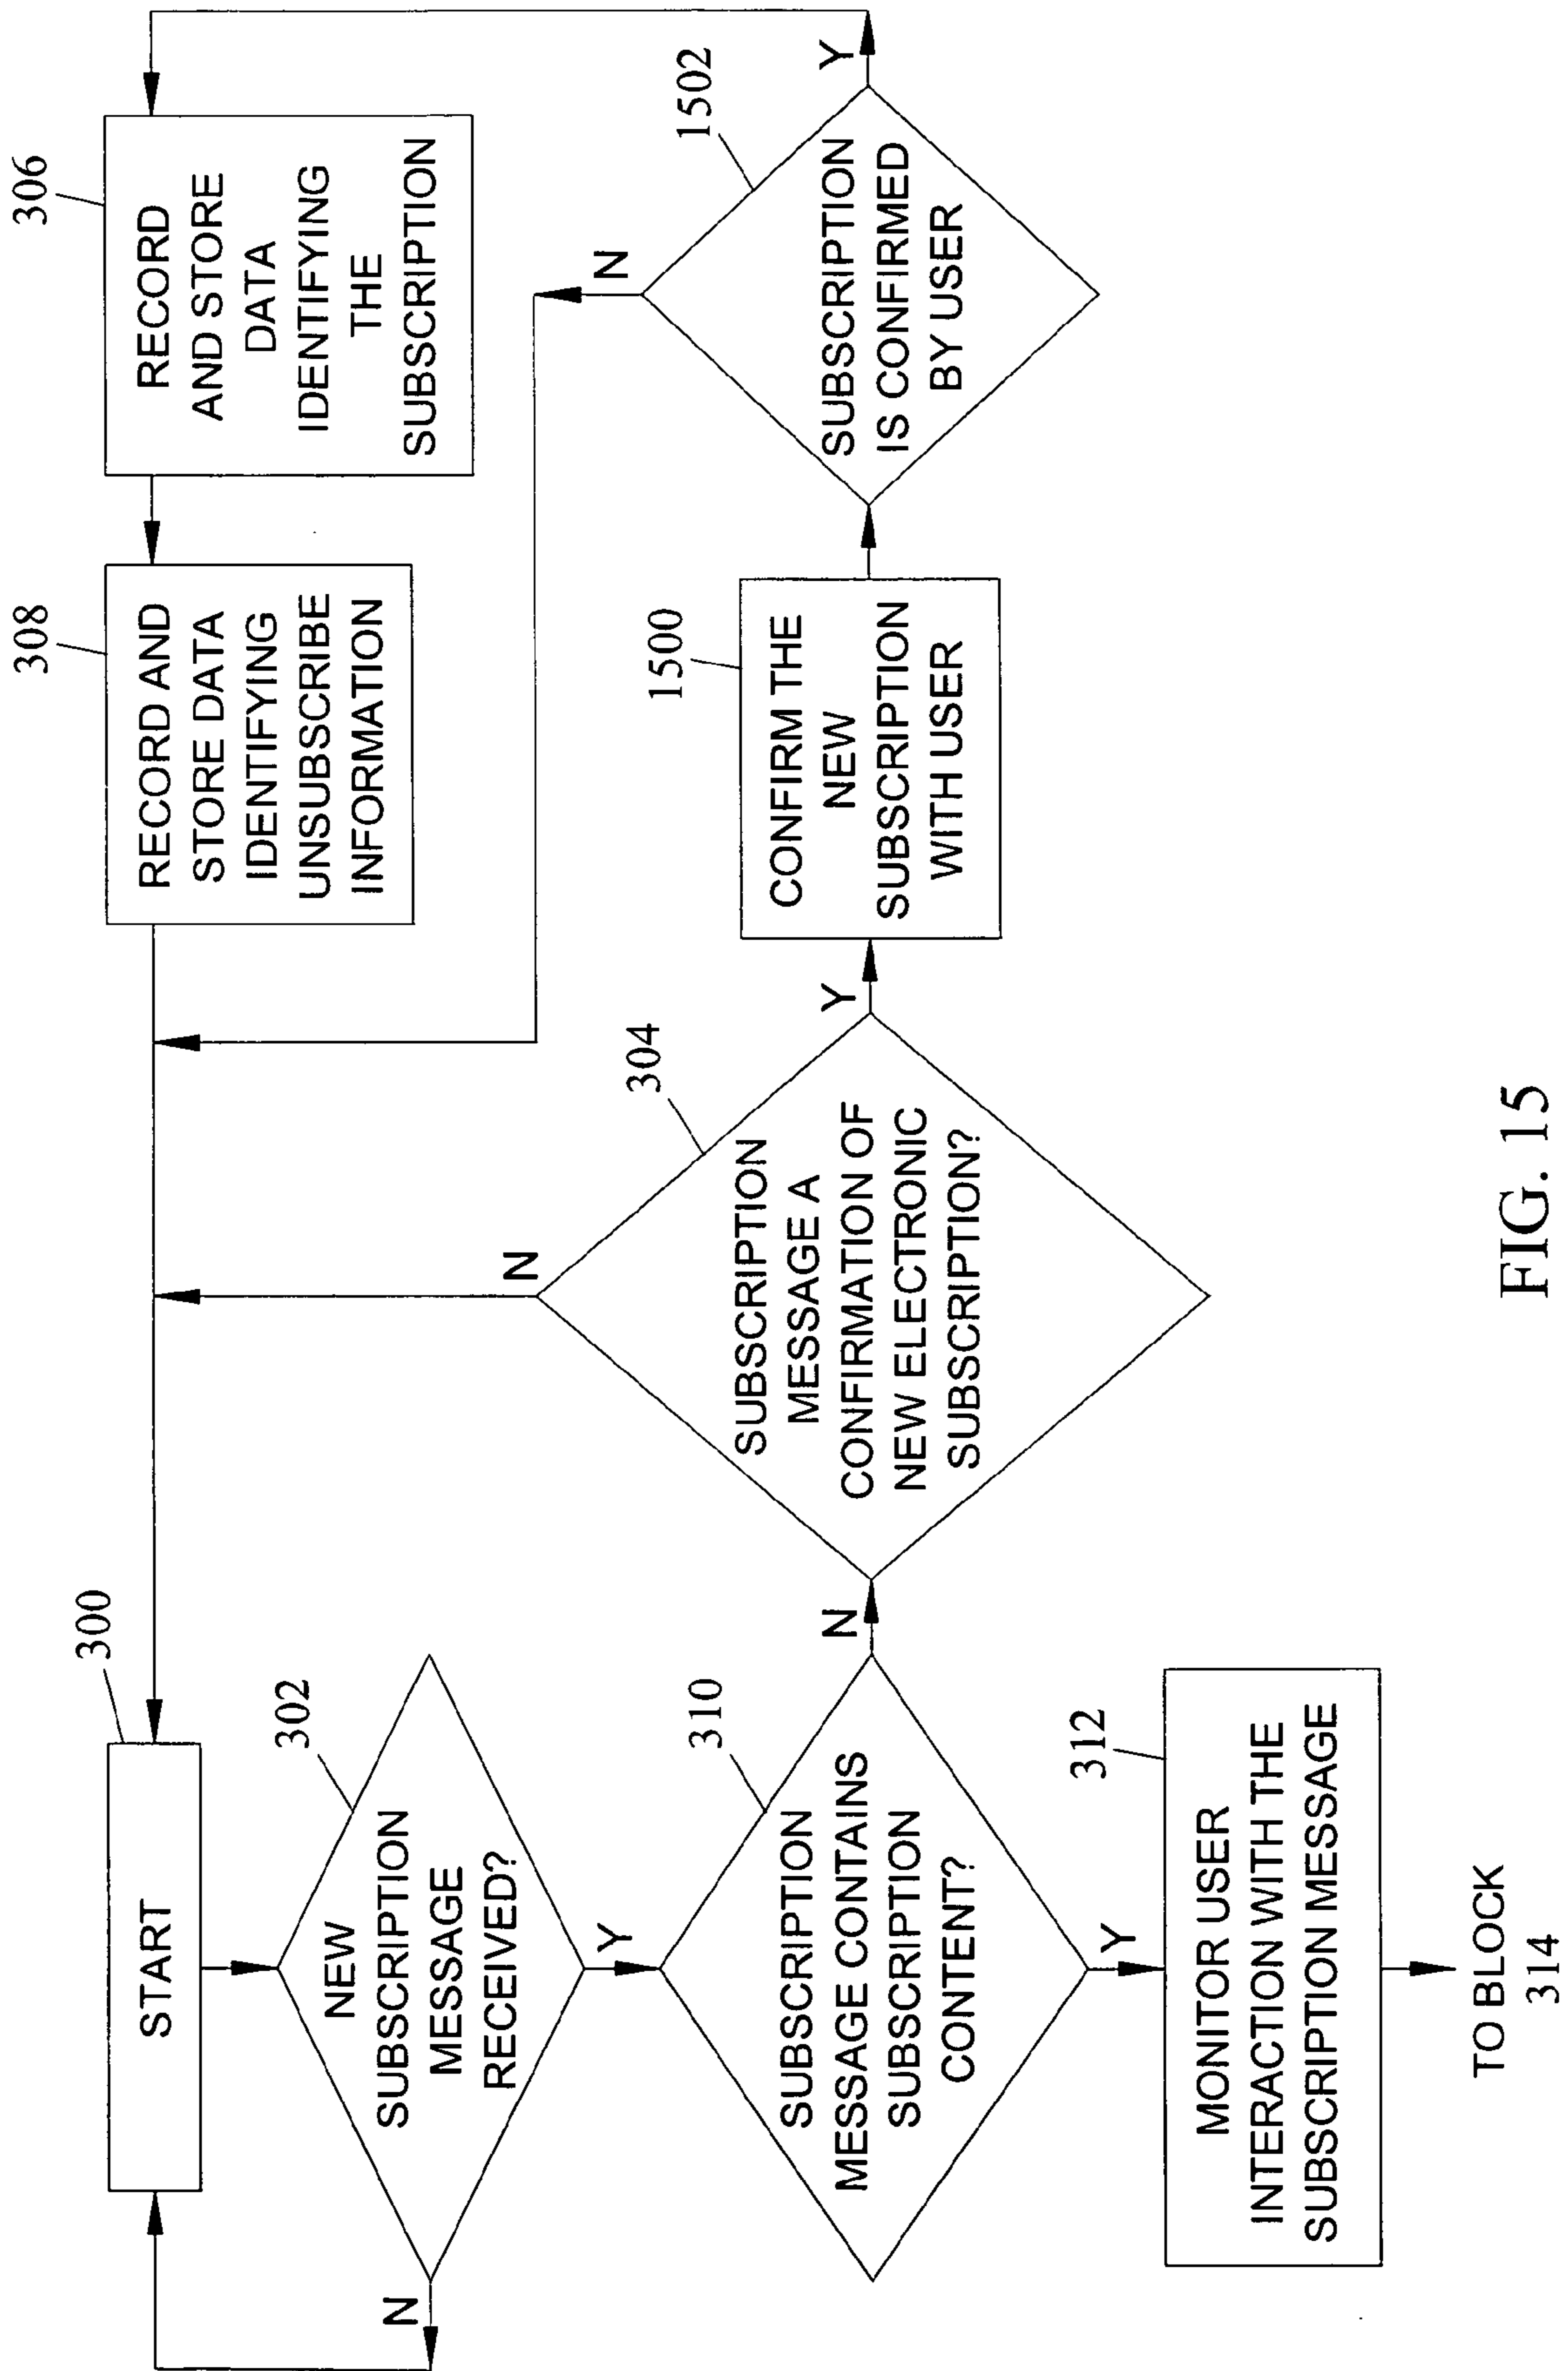 300
START
302
NEW
SUBSCRIPTION
MESSAGE
RECEIVED?
N
Y
310
SUBSCRIPTION
MESSAGE CONTAINS
SUBSCRIPTION
CONTENT?
N
Y
312
MONITOR USER
INTERACTION WITH THE
SUBSCRIPTION MESSAGE
TO BLOCK
314
304
SUBSCRIPTION
MESSAGE A
CONFIRMATION OF
NEW ELECTRONIC
SUBSCRIPTION?
N
Y
1500
CONFIRM THE
NEW
SUBSCRIPTION
WITH USER
1502
SUBSCRIPTION
IS CONFIRMED
BY USER
N
Y
306
RECORD
AND STORE
DATA
IDENTIFYING
THE
SUBSCRIPTION
308
RECORD AND
STORE DATA
IDENTIFYING
UNSUBSCRIBE
INFORMATION
FIG. 15